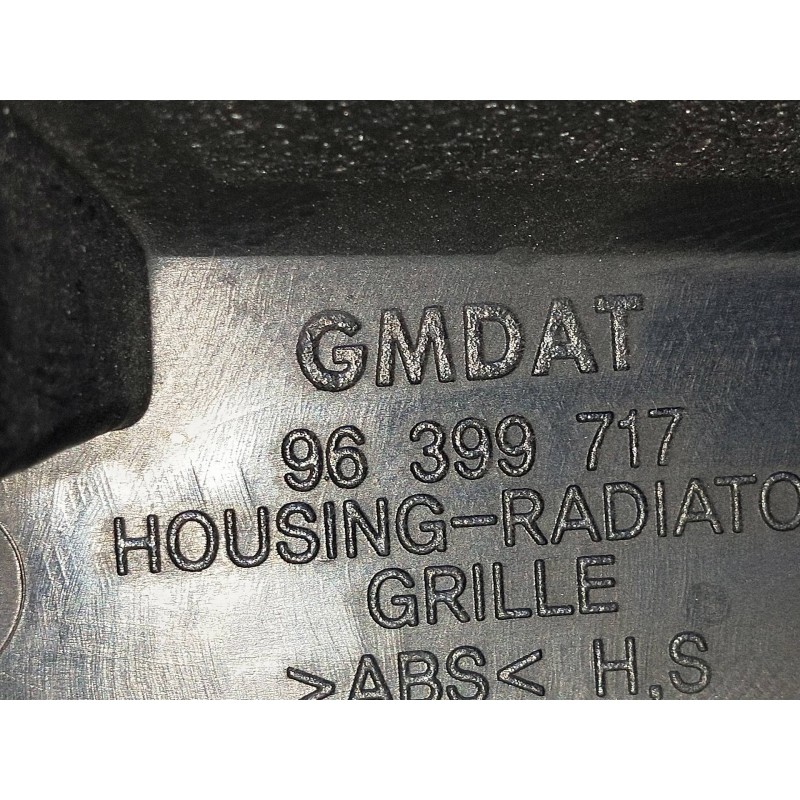 GMDAT
96 399 717
HOUSING-RADIATO
GRILLE
>ABS< H,S